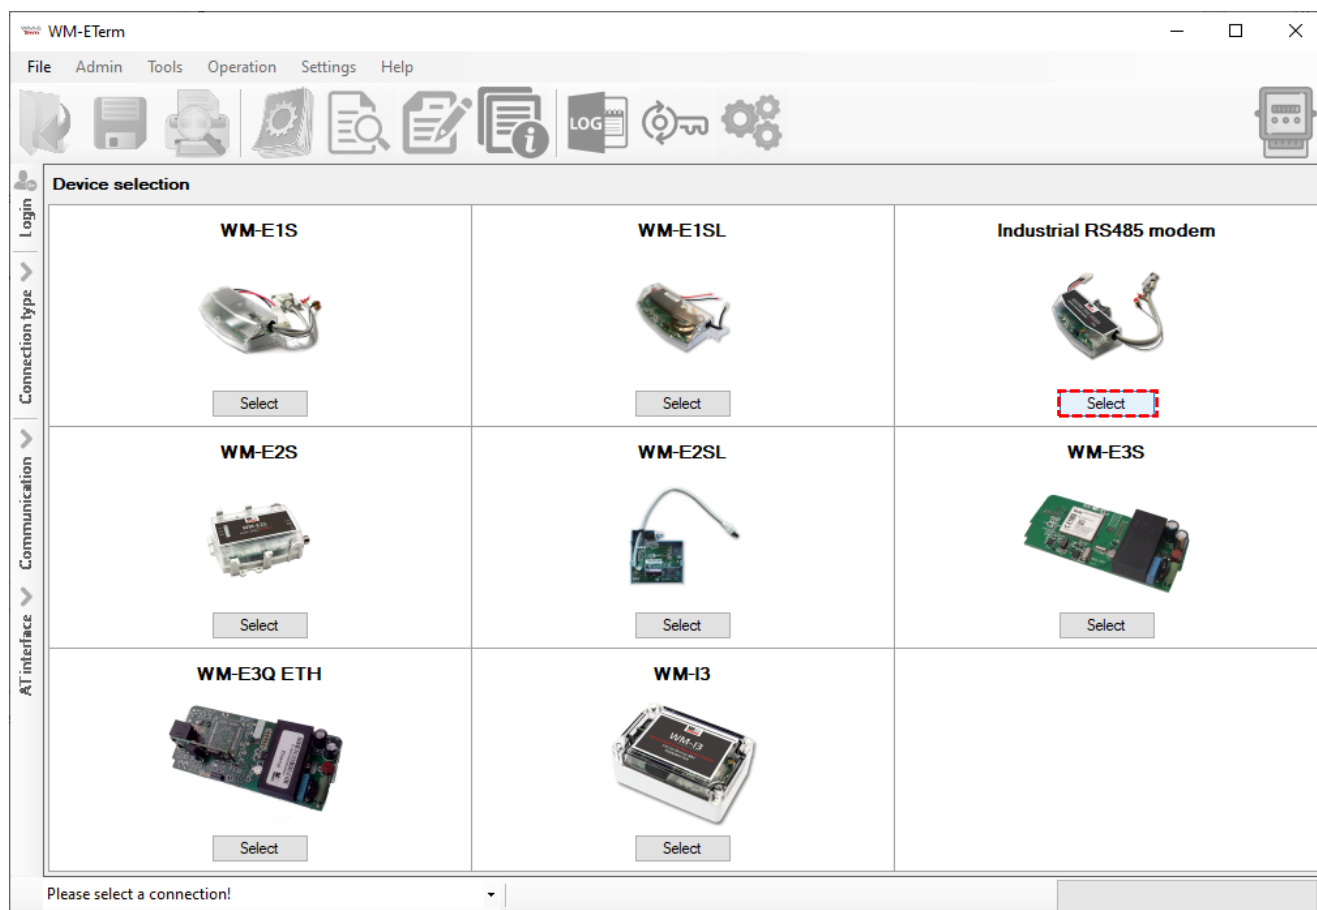 WM-ETerm
File Admin Tools Operation Settings Help
LOG
Login
Connection type
Communication
AT interface
Device selection
WM-E1S
WM-E1SL
Industrial RS485 modem
Select
Select
Select
WM-E2S
WM-E2SL
WM-E3S
Select
Select
Select
WM-E3Q ETH
WM-I3
WM-I3
Select
Select
Please select a connection!